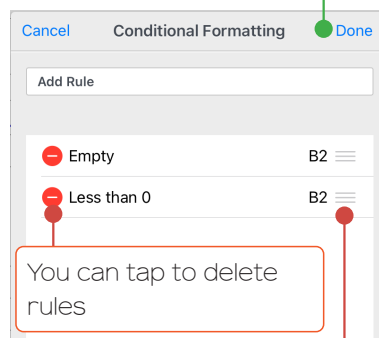 Cancel Conditional Formatting Done
Add Rule
Empty B2
Less than 0 B2
You can tap to delete
rules